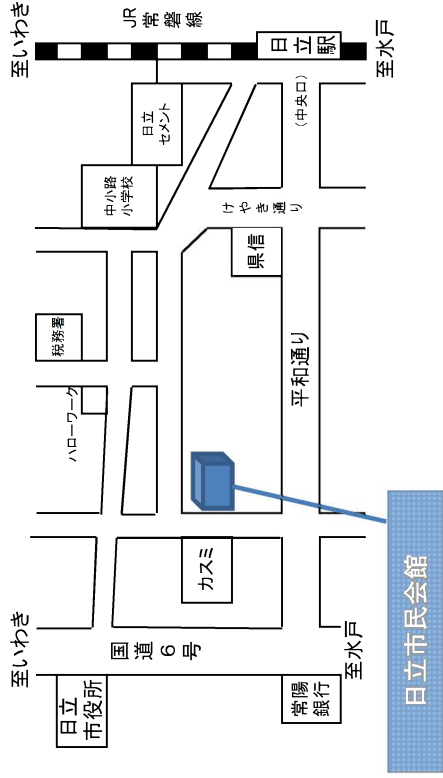 至いわき
JR
常磐線
日立駅
至水戸
(中央口)
日立
セメント
中小路
小学校
けやき通り
県信
税務署
平和通り
ハローワーク
カスミ
日立市民会館
至いわき
国道6号
至水戸
日立
市役所
常陽
銀行